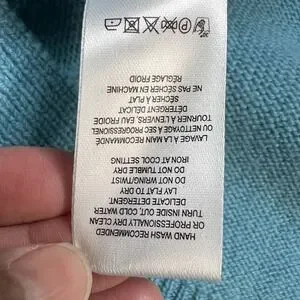 HAND WASH RECOMMENDED
OR PROFESSIONALLY DRY CLEAN
TURN INSIDE OUT, COLD WATER
DELICATE DETERGENT
LAY FLAT TO DRY
DO NOT WRING/TWIST
DO NOT TUMBLE DRY
IRON AT COOL SETTING
LAVAGE À LA MAIN RECOMMANDÉ
OU NETTOYAGE À SEC PROFESSIONNEL
TOURNER À L'ENVERS, EAU FROIDE
DETERGENT DÉLICAT
SÉCHER À PLAT
NE PAS SÉCHER EN MACHINE
RÉGLAGE FROID
P